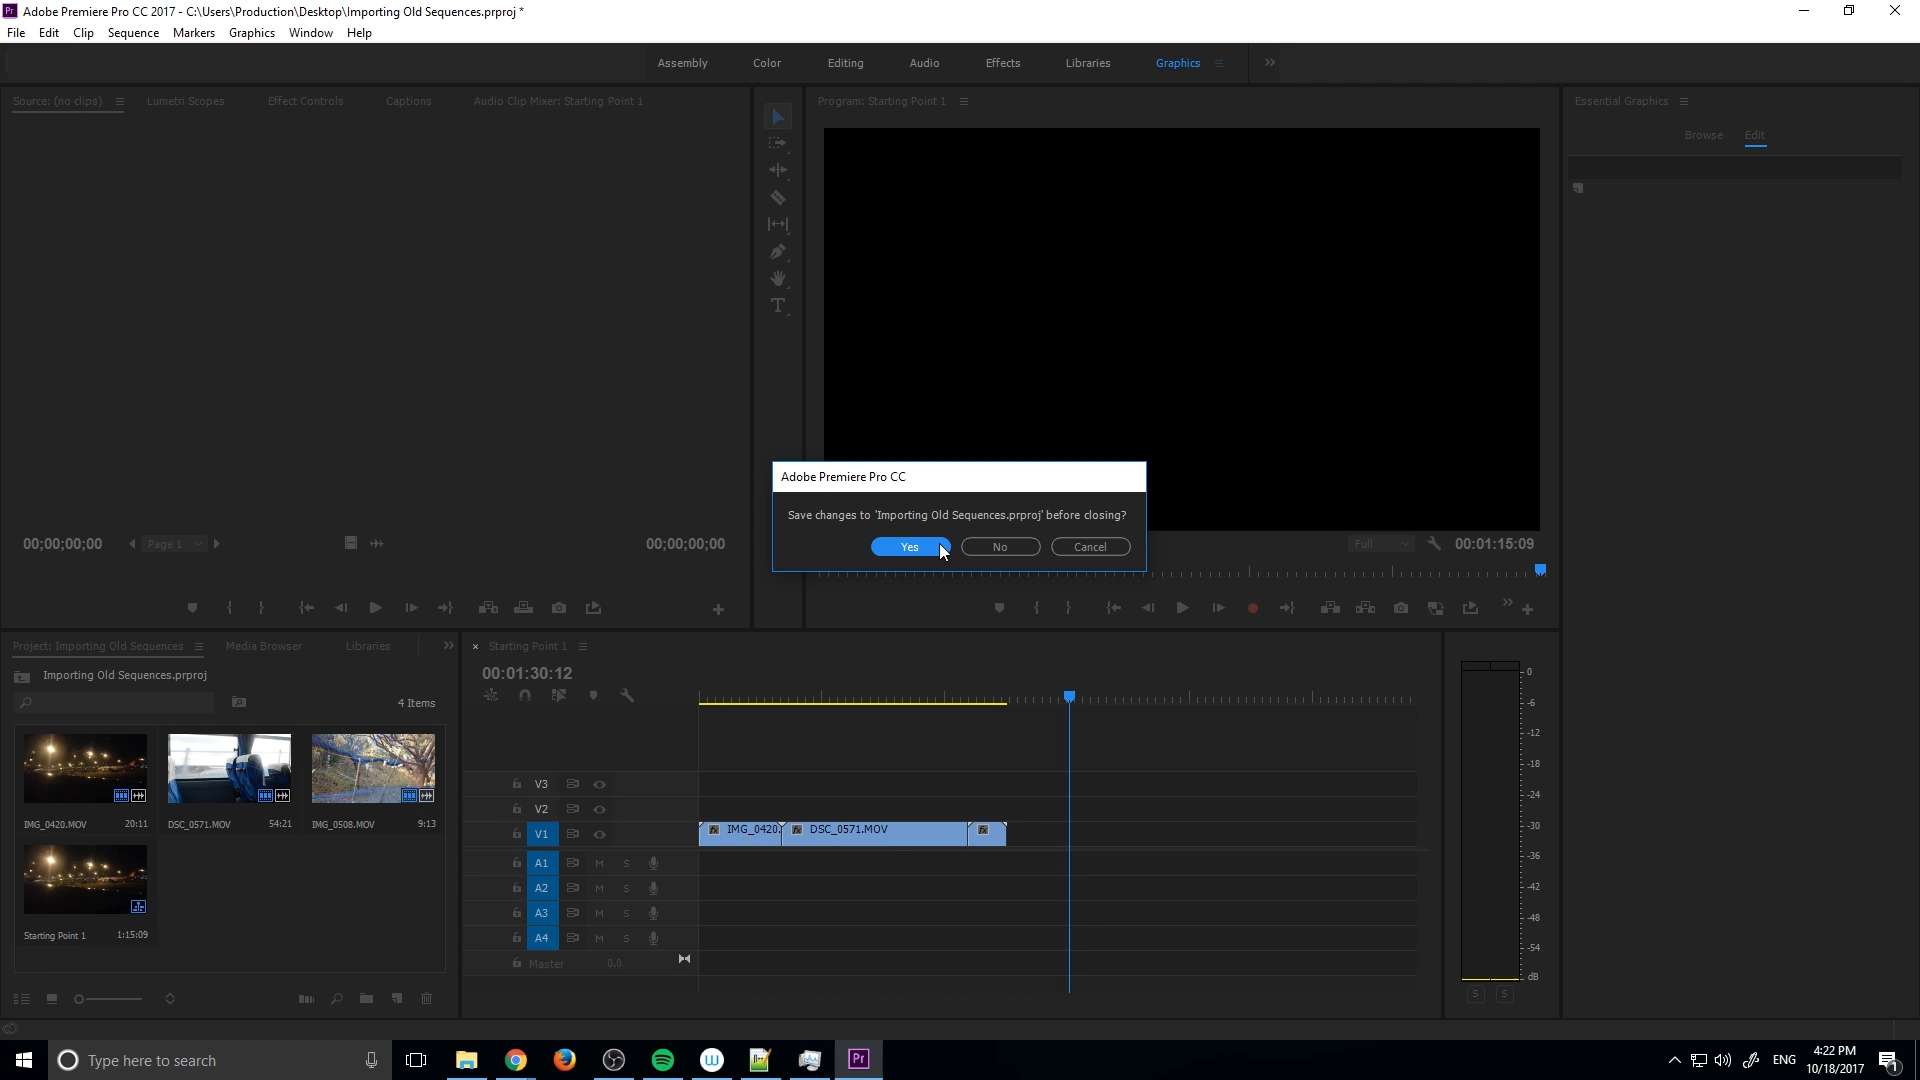 Pr Adobe Premiere Pro CC 2017 - C:\Users\Production\Desktop\Importing Old Sequences.prproj *
File Edit Clip Sequence Markers Graphics Window Help
Assembly Color Editing Audio Effects Libraries Graphics
Source: (no clips) Lumetri Scopes Effect Controls Captions Audio Clip Mixer: Starting Point 1
Program: Starting Point 1
Essential Graphics
Browse Edit
Adobe Premiere Pro CC
Save changes to 'Importing Old Sequences.prproj' before closing?
Yes No Cancel
00;00;00;00 Page 1 00;00;00;00
Full 00:01:15:09
Project: Importing Old Sequences Media Browser Libraries
Importing Old Sequences.prproj
4 Items
IMG_0420.MOV 20:11
DSC_0571.MOV 54:21
IMG_0508.MOV 9:13
Starting Point 1 1:15:09
Starting Point 1
00:01:30:12
V3
V2
V1 fx IMG_0420. fx DSC_0571.MOV fx
A1 M S
A2 M S
A3 M S
A4 M S
Master 0.0
0
-6
-12
-18
-24
-30
-36
-42
-48
-54
dB
S S
Type here to search
Pr
ENG
4:22 PM
10/18/2017
1